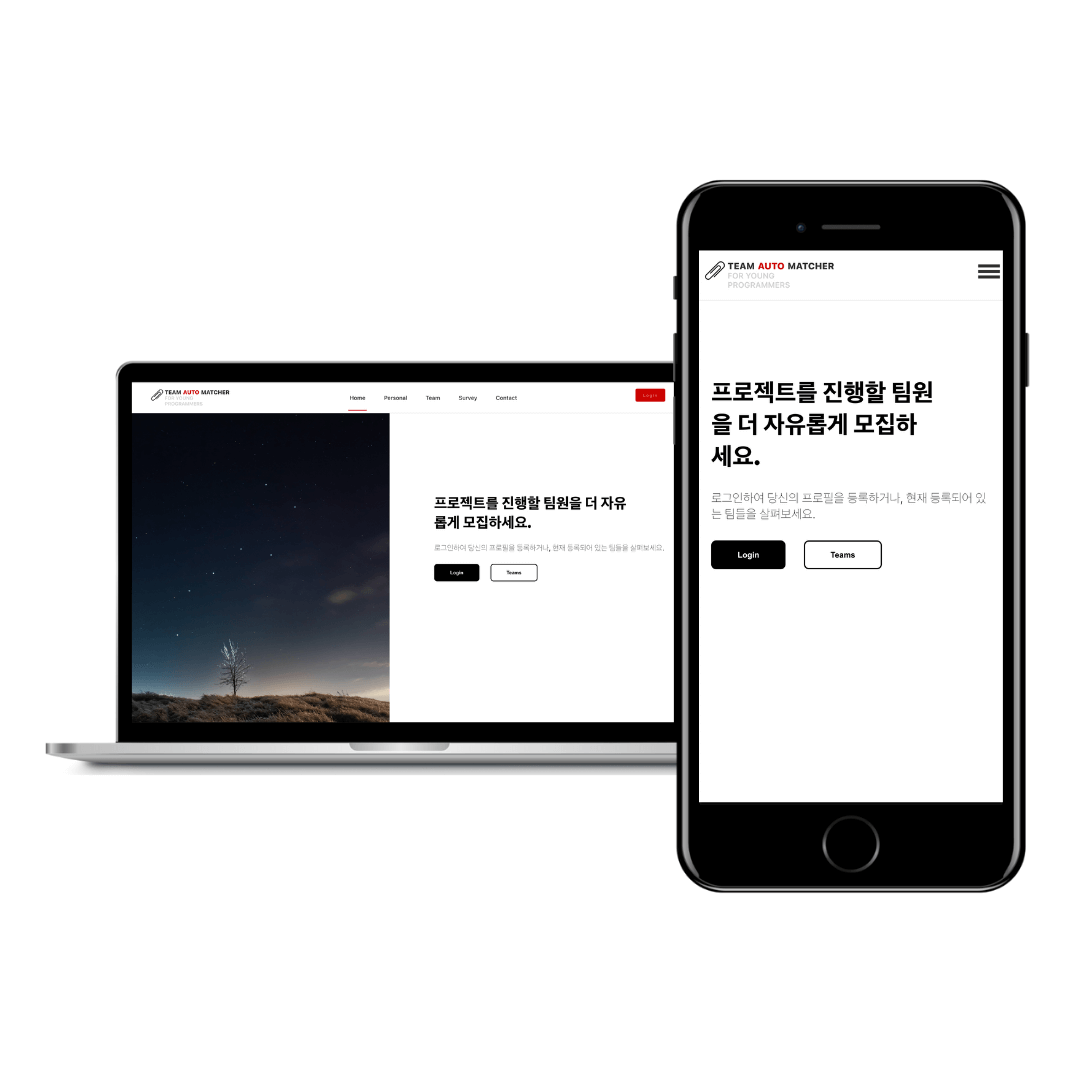 TEAM AUTO MATCHER
FOR YOUNG
PROGRAMMERS
Home Personal Team Survey Contact
Login
프로젝트를 진행할 팀원을 더 자유
롭게 모집하세요.
로그인하여 당신의 프로필을 등록하거나, 현재 등록되어 있는 팀들을 살펴보세요.
Login Teams
TEAM AUTO MATCHER
FOR YOUNG
PROGRAMMERS
프로젝트를 진행할 팀원
을 더 자유롭게 모집하
세요.
로그인하여 당신의 프로필을 등록하거나, 현재 등록되어 있
는 팀들을 살펴보세요.
Login Teams